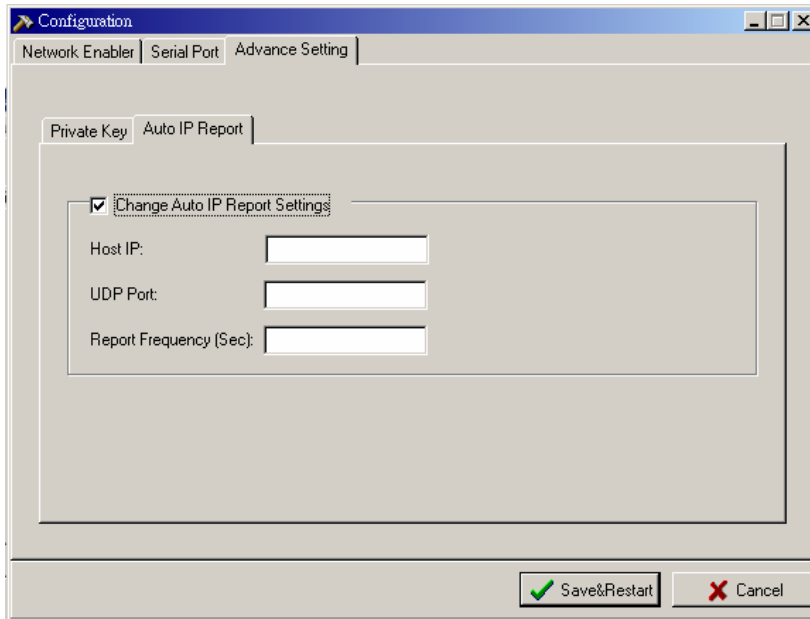 Configuration
Network Enabler Serial Port Advance Setting
Private Key Auto IP Report
Change Auto IP Report Settings
Host IP:
UDP Port:
Report Frequency (Sec):
Save&Restart Cancel